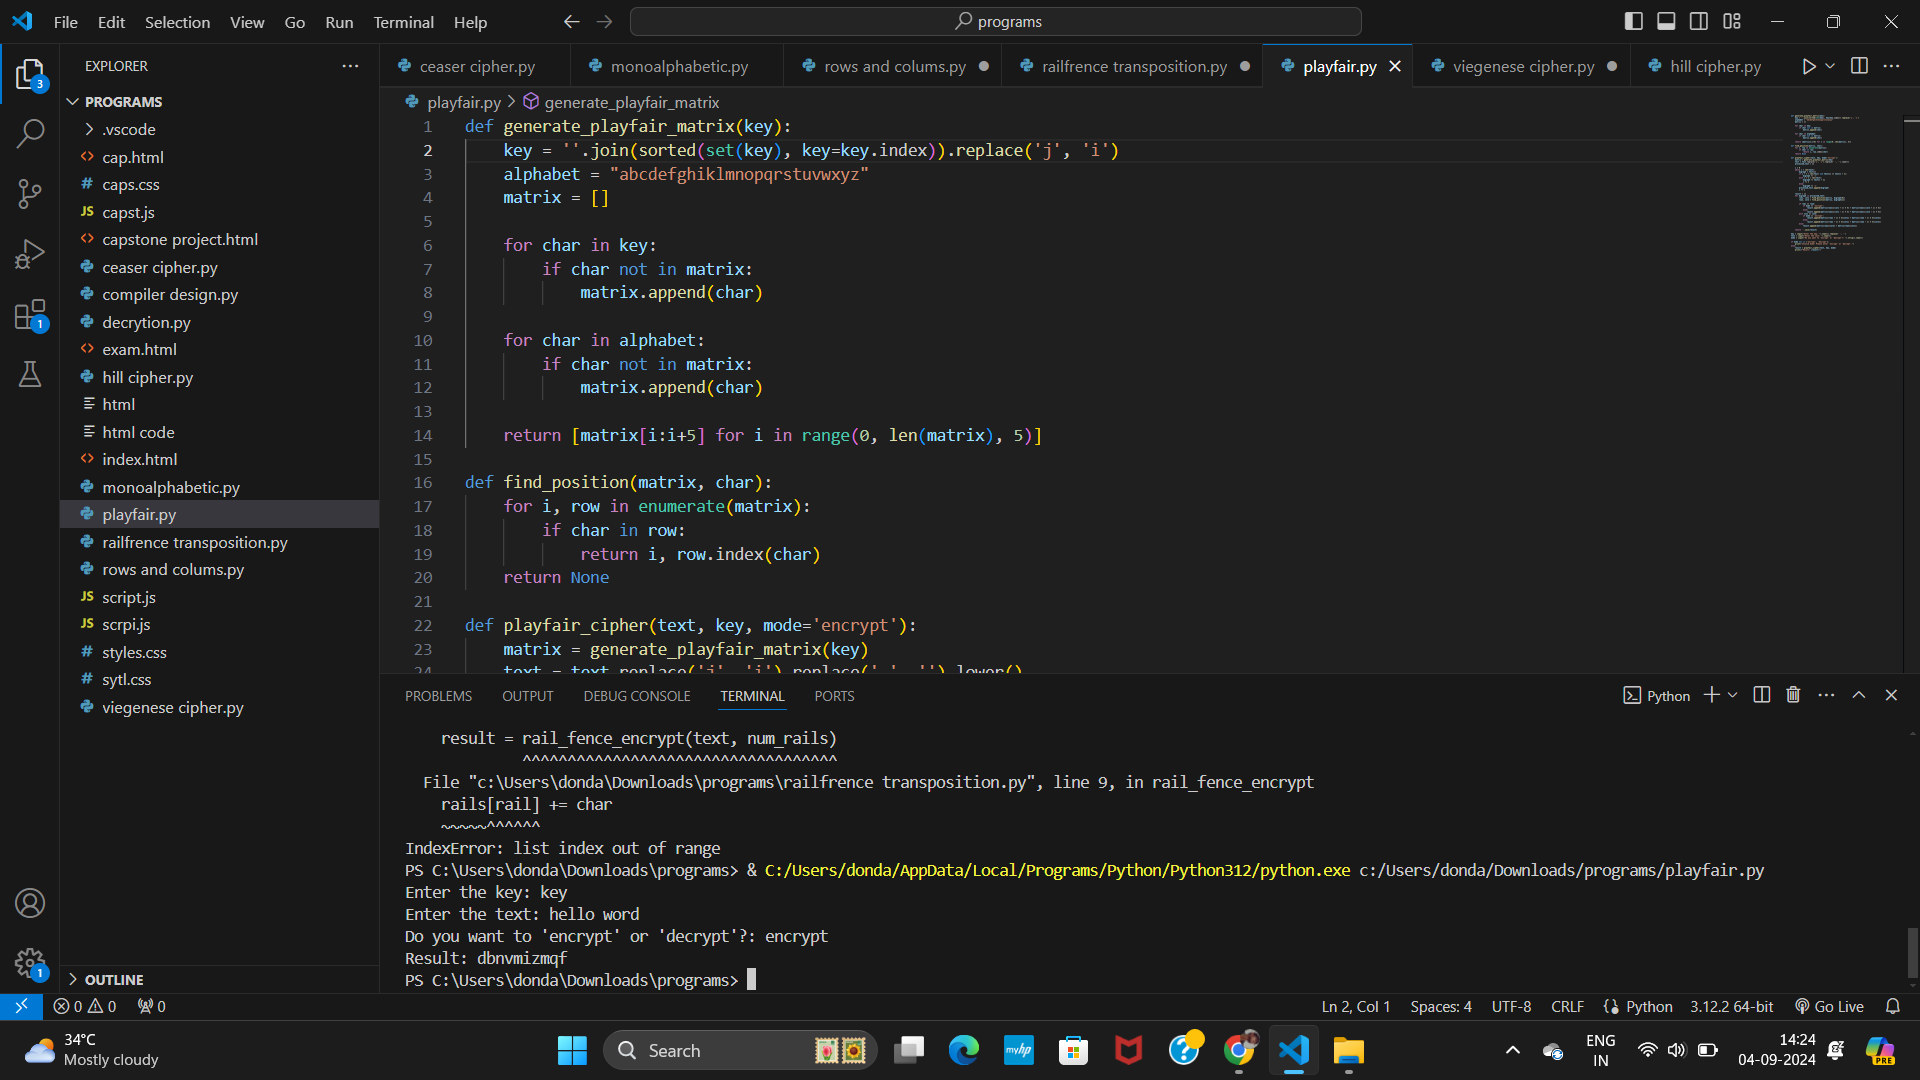 File Edit Selection View Go Run Terminal Help
programs
EXPLORER
PROGRAMS
.vscode
cap.html
caps.css
capst.js
capstone project.html
ceaser cipher.py
compiler design.py
decrytion.py
exam.html
hill cipher.py
html
html code
index.html
monoalphabetic.py
playfair.py
railfrence transposition.py
rows and colums.py
script.js
scrpi.js
styles.css
sytl.css
viegenese cipher.py
OUTLINE
ceaser cipher.py monoalphabetic.py rows and colums.py railfrence transposition.py playfair.py viegenese cipher.py hill cipher.py
playfair.py > generate_playfair_matrix
1 def generate_playfair_matrix(key):
2 key = ''.join(sorted(set(key), key=key.index)).replace('j', 'i')
3 alphabet = "abcdefghiklmnopqrstuvwxyz"
4 matrix = []
5
6 for char in key:
7 if char not in matrix:
8 matrix.append(char)
9
10 for char in alphabet:
11 if char not in matrix:
12 matrix.append(char)
13
14 return [matrix[i:i+5] for i in range(0, len(matrix), 5)]
15
16 def find_position(matrix, char):
17 for i, row in enumerate(matrix):
18 if char in row:
19 return i, row.index(char)
20 return None
21
22 def playfair_cipher(text, key, mode='encrypt'):
23 matrix = generate_playfair_matrix(key)
24 text = text.replace('j', 'i').replace(' ', '').lower()
PROBLEMS OUTPUT DEBUG CONSOLE TERMINAL PORTS
Python
result = rail_fence_encrypt(text, num_rails)
^^^^^^^^^^^^^^^^^^^^^^^^^^^^^^^^^^^
File "c:\Users\donda\Downloads\programs\railfrence transposition.py", line 9, in rail_fence_encrypt
rails[rail] += char
~~~~~^^^^^^
IndexError: list index out of range
PS C:\Users\donda\Downloads\programs> & C:/Users/donda/AppData/Local/Programs/Python/Python312/python.exe c:/Users/donda/Downloads/programs/playfair.py
Enter the key: key
Enter the text: hello word
Do you want to 'encrypt' or 'decrypt'?: encrypt
Result: dbnvmizmqf
PS C:\Users\donda\Downloads\programs>
0 0 0
Ln 2, Col 1 Spaces: 4 UTF-8 CRLF Python 3.12.2 64-bit Go Live
34°C
Mostly cloudy
Search
ENG
IN
14:24
04-09-2024